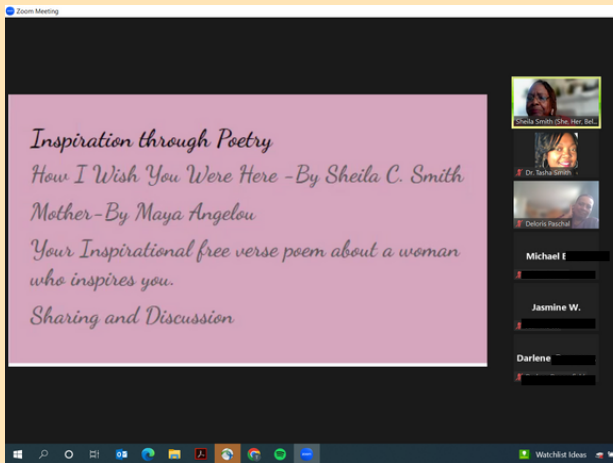 Zoom Meeting
Inspiration through Poetry
How I Wish You Were Here -By Sheila C. Smith
Mother-By Maya Angelou
Your Inspirational free verse poem about a woman
who inspires you.
Sharing and Discussion
Sheila Smith (She, Her, Bel...
Dr. Tasha Smith
Deloris Paschal
Michael
Jasmine W.
Darlene
Watchlist Ideas